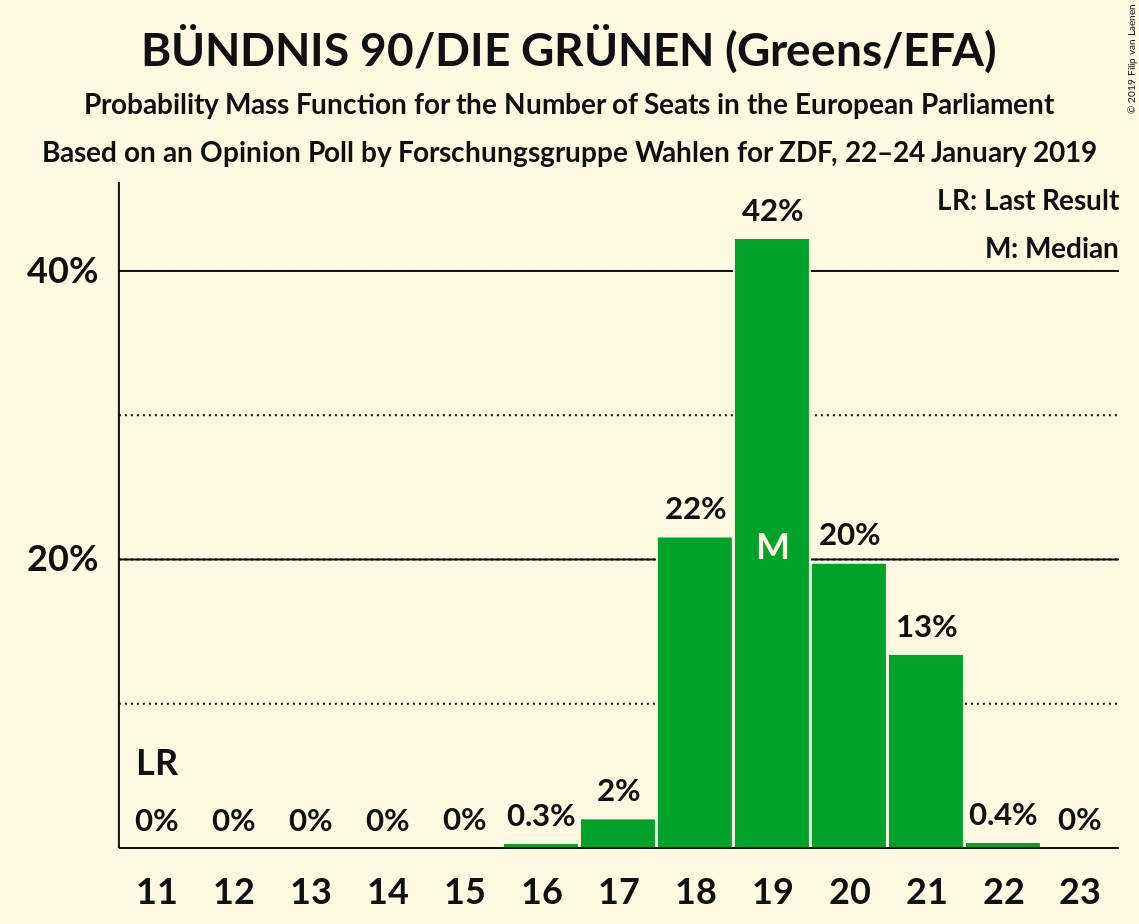 BÜNDNIS 90/DIE GRÜNEN (Greens/EFA)
Probability Mass Function for the Number of Seats in the European Parliament
Based on an Opinion Poll by Forschungsgruppe Wahlen for ZDF, 22–24 January 2019
© 2019 Filip van Laenen
LR: Last Result
M: Median
40%
20%
42%
22%
M
20%
13%
LR
0% 0% 0% 0% 0% 0.3% 2% 0.4% 0%
11 12 13 14 15 16 17 18 19 20 21 22 23